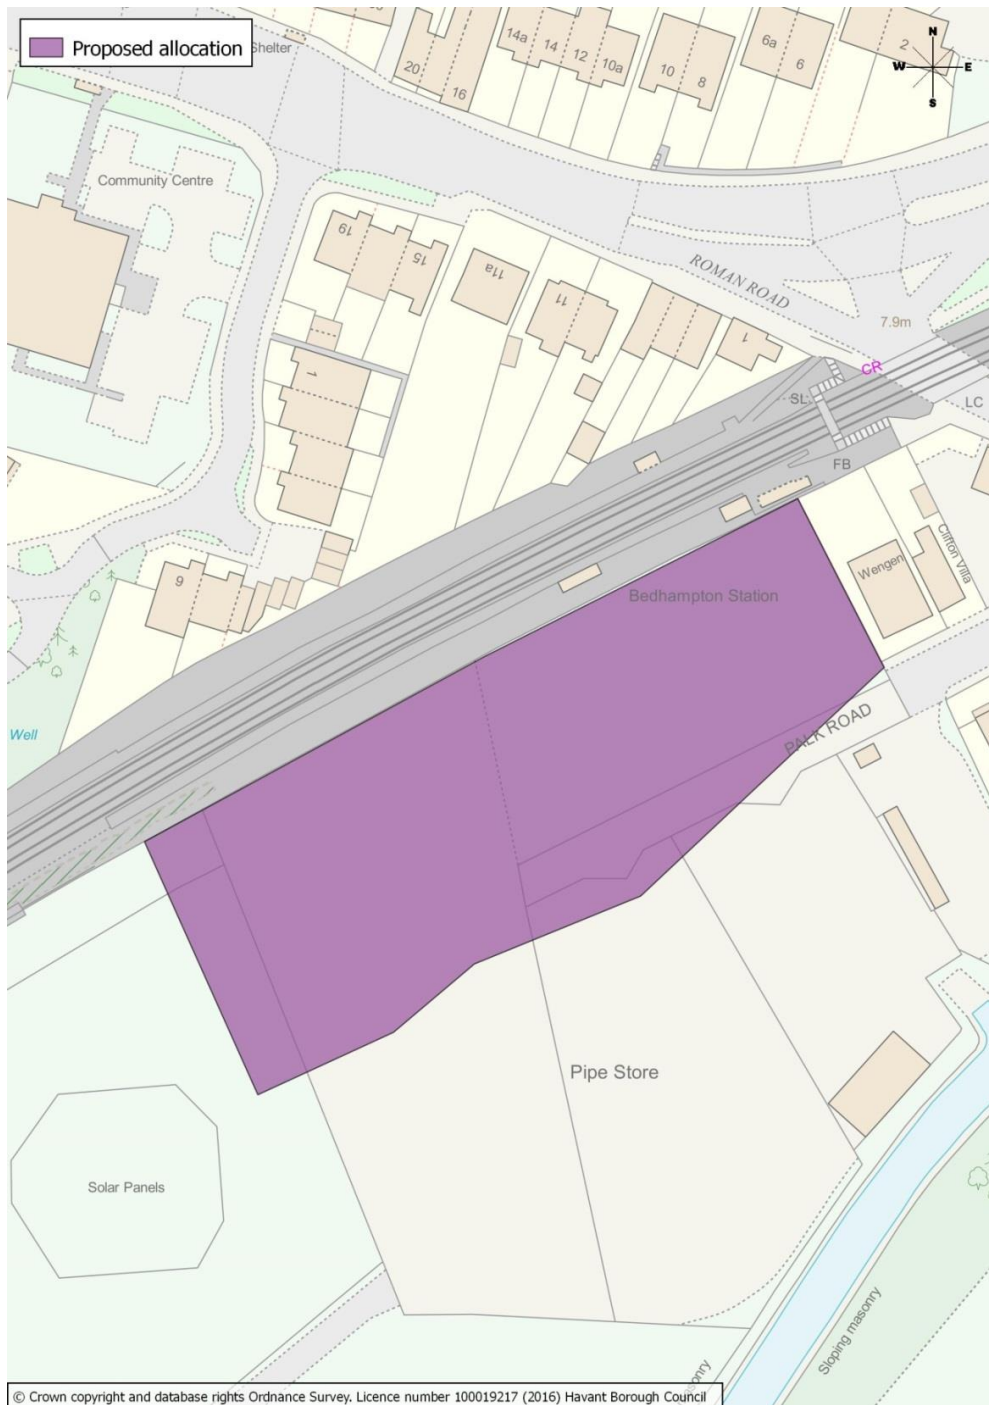 Proposed allocation
Shelter
20
16
14a
14
12
10a
10
8
6a
6
2
N
W
E
S
Community Centre
19
15
11a
11
1
ROMAN ROAD
7.9m
CR
SL
LC
FB
1
Wengen
Clifton Villa
9
Bedhampton Station
PALK ROAD
Well
Pipe Store
Solar Panels
Sloping masonry
© Crown copyright and database rights Ordnance Survey. Licence number 100019217 (2016) Havant Borough Council